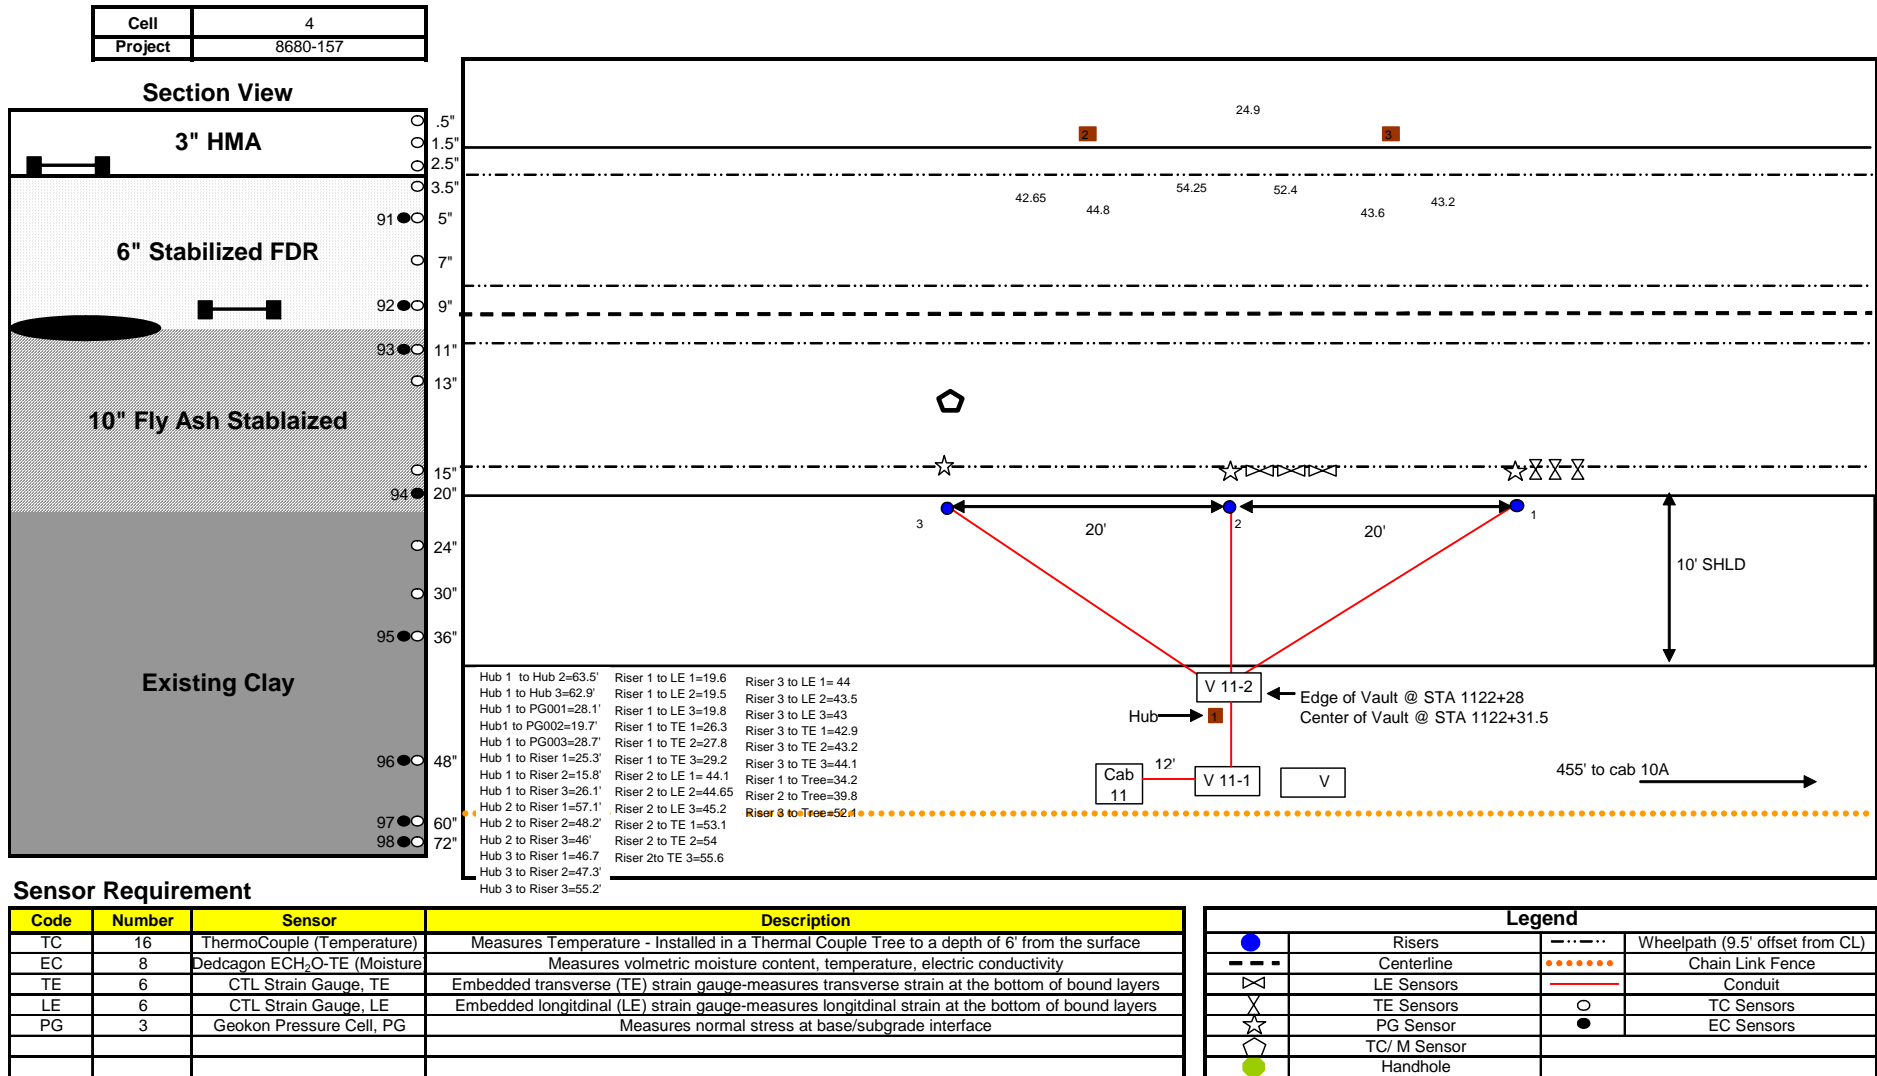 Cell 4
Project 8680-157
Section View
3" HMA
6" Stabilized FDR
10" Fly Ash Stablaized
Existing Clay
.5"
1.5"
2.5"
3.5"
91 5"
7"
92 9"
93 11"
13"
15"
94 20"
24"
30"
95 36"
96 48"
97 60"
98 72"
24.9
2
3
42.65
44.8
54.25
52.4
43.6
43.2
3
2
1
20'
20'
10' SHLD
V 11-2
Edge of Vault @ STA 1122+28
Center of Vault @ STA 1122+31.5
Hub
1
12'
Cab
11
V 11-1
V
455' to cab 10A
Hub 1 to Hub 2=63.5'
Hub 1 to Hub 3=62.9'
Hub 1 to PG001=28.1'
Hub1 to PG002=19.7'
Hub 1 to PG003=28.7'
Hub 1 to Riser 1=25.3'
Hub 1 to Riser 2=15.8'
Hub 1 to Riser 3=26.1'
Hub 2 to Riser 1=57.1'
Hub 2 to Riser 2=48.2'
Hub 2 to Riser 3=46'
Hub 3 to Riser 1=46.7
Hub 3 to Riser 2=47.3'
Hub 3 to Riser 3=55.2'
Riser 1 to LE 1=19.6
Riser 1 to LE 2=19.5
Riser 1 to LE 3=19.8
Riser 1 to TE 1=26.3
Riser 1 to TE 2=27.8
Riser 1 to TE 3=29.2
Riser 2 to LE 1= 44.1
Riser 2 to LE 2=44.65
Riser 2 to LE 3=45.2
Riser 2 to TE 1=53.1
Riser 2 to TE 2=54
Riser 2to TE 3=55.6
Riser 3 to LE 1= 44
Riser 3 to LE 2=43.5
Riser 3 to LE 3=43
Riser 3 to TE 1=42.9
Riser 3 to TE 2=43.2
Riser 3 to TE 3=44.1
Riser 1 to Tree=34.2
Riser 2 to Tree=39.8
Riser 3 to Tree=52.1
Sensor Requirement
Code Number Sensor Description
TC 16 ThermoCouple (Temperature) Measures Temperature - Installed in a Thermal Couple Tree to a depth of 6' from the surface
EC 8 Dedcagon ECH₂O-TE (Moisture) Measures volmetric moisture content, temperature, electric conductivity
TE 6 CTL Strain Gauge, TE Embedded transverse (TE) strain gauge-measures transverse strain at the bottom of bound layers
LE 6 CTL Strain Gauge, LE Embedded longitdinal (LE) strain gauge-measures longitdinal strain at the bottom of bound layers
PG 3 Geokon Pressure Cell, PG Measures normal stress at base/subgrade interface
Legend
Risers Wheelpath (9.5' offset from CL)
Centerline Chain Link Fence
LE Sensors Conduit
TE Sensors TC Sensors
PG Sensor EC Sensors
TC/ M Sensor
Handhole